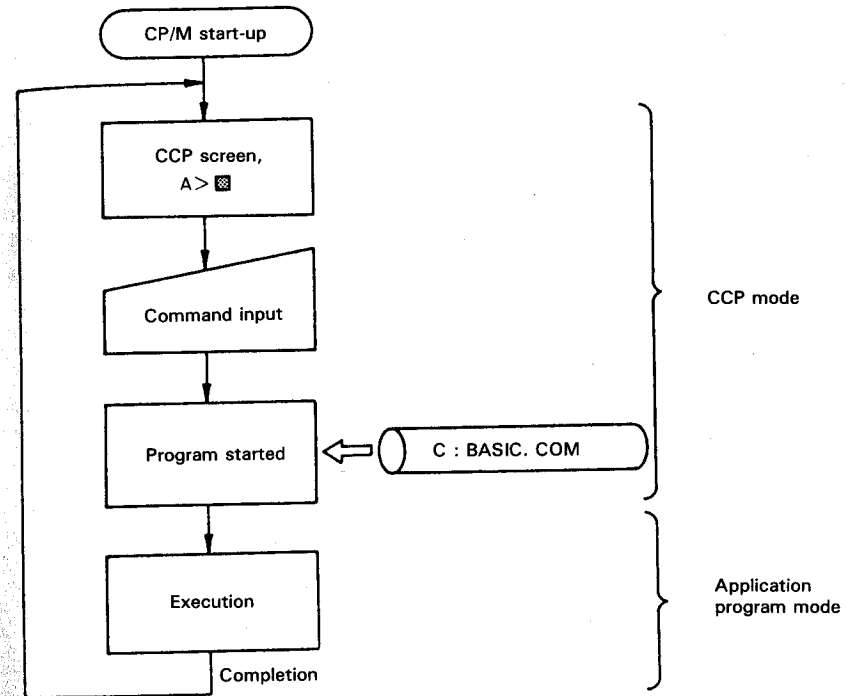 CP/M start-up
CCP screen,
A>
Command input
CCP mode
Program started
C : BASIC. COM
Execution
Application
program mode
Completion